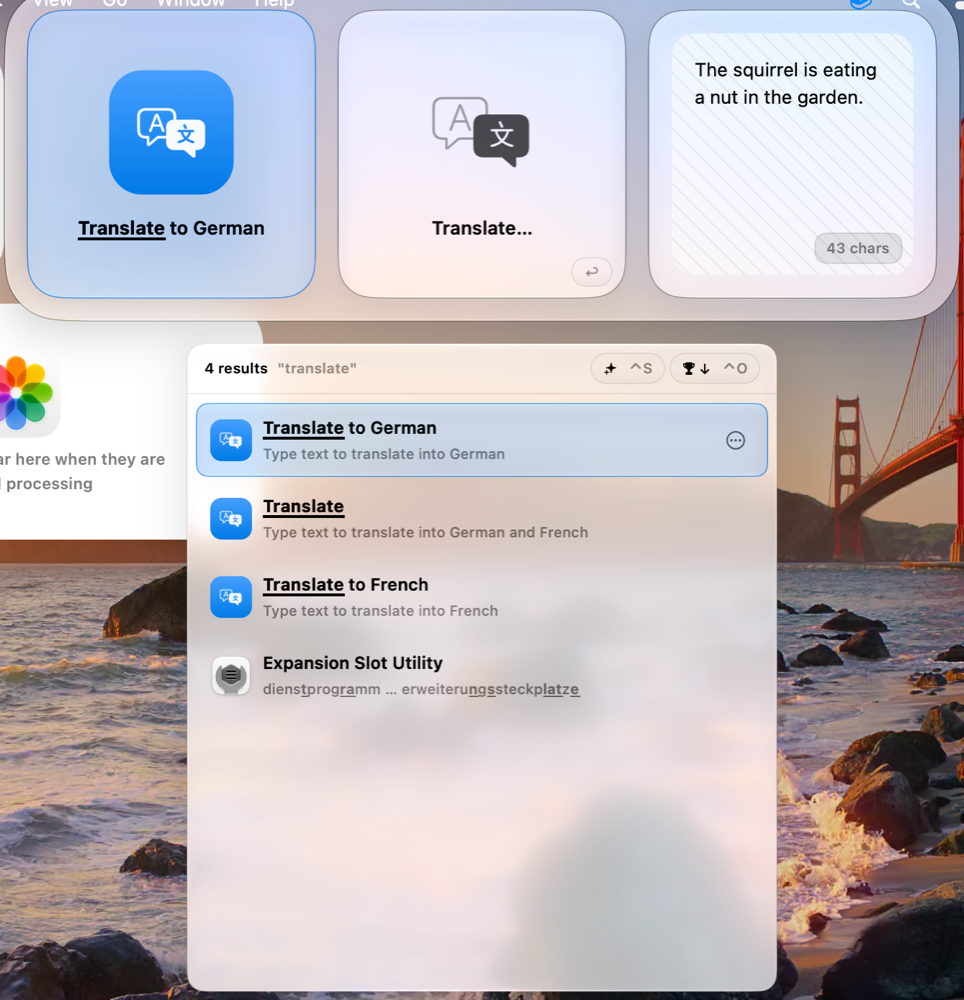 View Go Window Help
Translate to German
Translate...
The squirrel is eating
a nut in the garden.
43 chars
4 results "translate"
^S
^O
Translate to German
Type text to translate into German
Translate
Type text to translate into German and French
Translate to French
Type text to translate into French
Expansion Slot Utility
dienstprogramm ... erweiterungssteckplatze
ar here when they are
processing